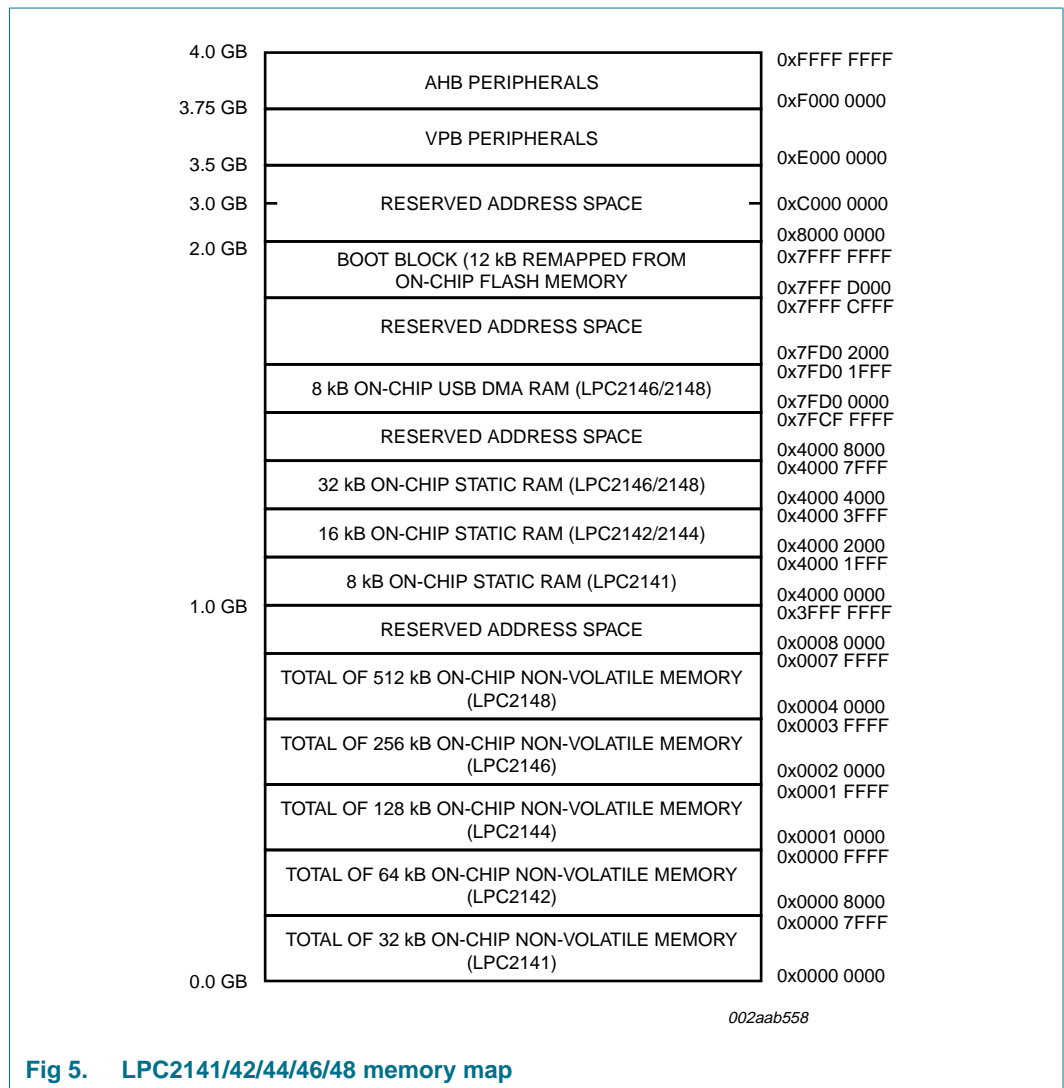 4.0 GB
0xFFFF FFFF
AHB PERIPHERALS
3.75 GB
0xF000 0000
VPB PERIPHERALS
3.5 GB
0xE000 0000
3.0 GB
RESERVED ADDRESS SPACE
0xC000 0000
0x8000 0000
2.0 GB
0x7FFF FFFF
BOOT BLOCK (12 kB REMAPPED FROM
ON-CHIP FLASH MEMORY
0x7FFF D000
0x7FFF CFFF
RESERVED ADDRESS SPACE
0x7FD0 2000
0x7FD0 1FFF
8 kB ON-CHIP USB DMA RAM (LPC2146/2148)
0x7FD0 0000
0x7FCF FFFF
RESERVED ADDRESS SPACE
0x4000 8000
0x4000 7FFF
32 kB ON-CHIP STATIC RAM (LPC2146/2148)
0x4000 4000
0x4000 3FFF
16 kB ON-CHIP STATIC RAM (LPC2142/2144)
0x4000 2000
0x4000 1FFF
8 kB ON-CHIP STATIC RAM (LPC2141)
0x4000 0000
1.0 GB
0x3FFF FFFF
RESERVED ADDRESS SPACE
0x0008 0000
0x0007 FFFF
TOTAL OF 512 kB ON-CHIP NON-VOLATILE MEMORY
(LPC2148)
0x0004 0000
0x0003 FFFF
TOTAL OF 256 kB ON-CHIP NON-VOLATILE MEMORY
(LPC2146)
0x0002 0000
0x0001 FFFF
TOTAL OF 128 kB ON-CHIP NON-VOLATILE MEMORY
(LPC2144)
0x0001 0000
0x0000 FFFF
TOTAL OF 64 kB ON-CHIP NON-VOLATILE MEMORY
(LPC2142)
0x0000 8000
0x0000 7FFF
TOTAL OF 32 kB ON-CHIP NON-VOLATILE MEMORY
(LPC2141)
0.0 GB
0x0000 0000
002aab558
Fig 5. LPC2141/42/44/46/48 memory map